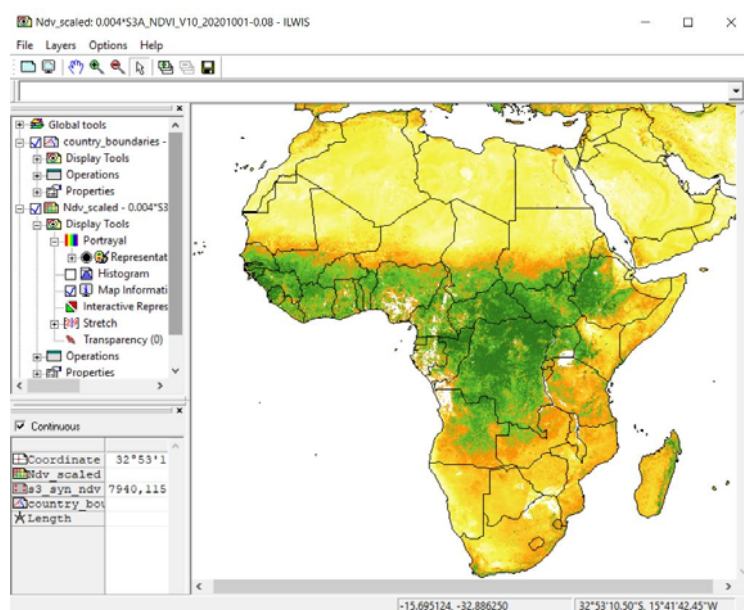 Ndv_scaled: 0.004*S3A_NDVI_V10_20201001-0.08 - ILWIS
File Layers Options Help
Global tools
country_boundaries -
Display Tools
Operations
Properties
Ndv_scaled - 0.004*S3
Display Tools
Portrayal
Representat
Histogram
Map Informati
Interactive Repres
Stretch
Transparency (0)
Operations
Properties
Continuous
Coordinate 32°53'1
Ndv_scaled
s3_syn_ndv 7940,115
country_bou
Length
-15.695124, -32.886250 32°53'10.50"S, 15°41'42.45"W